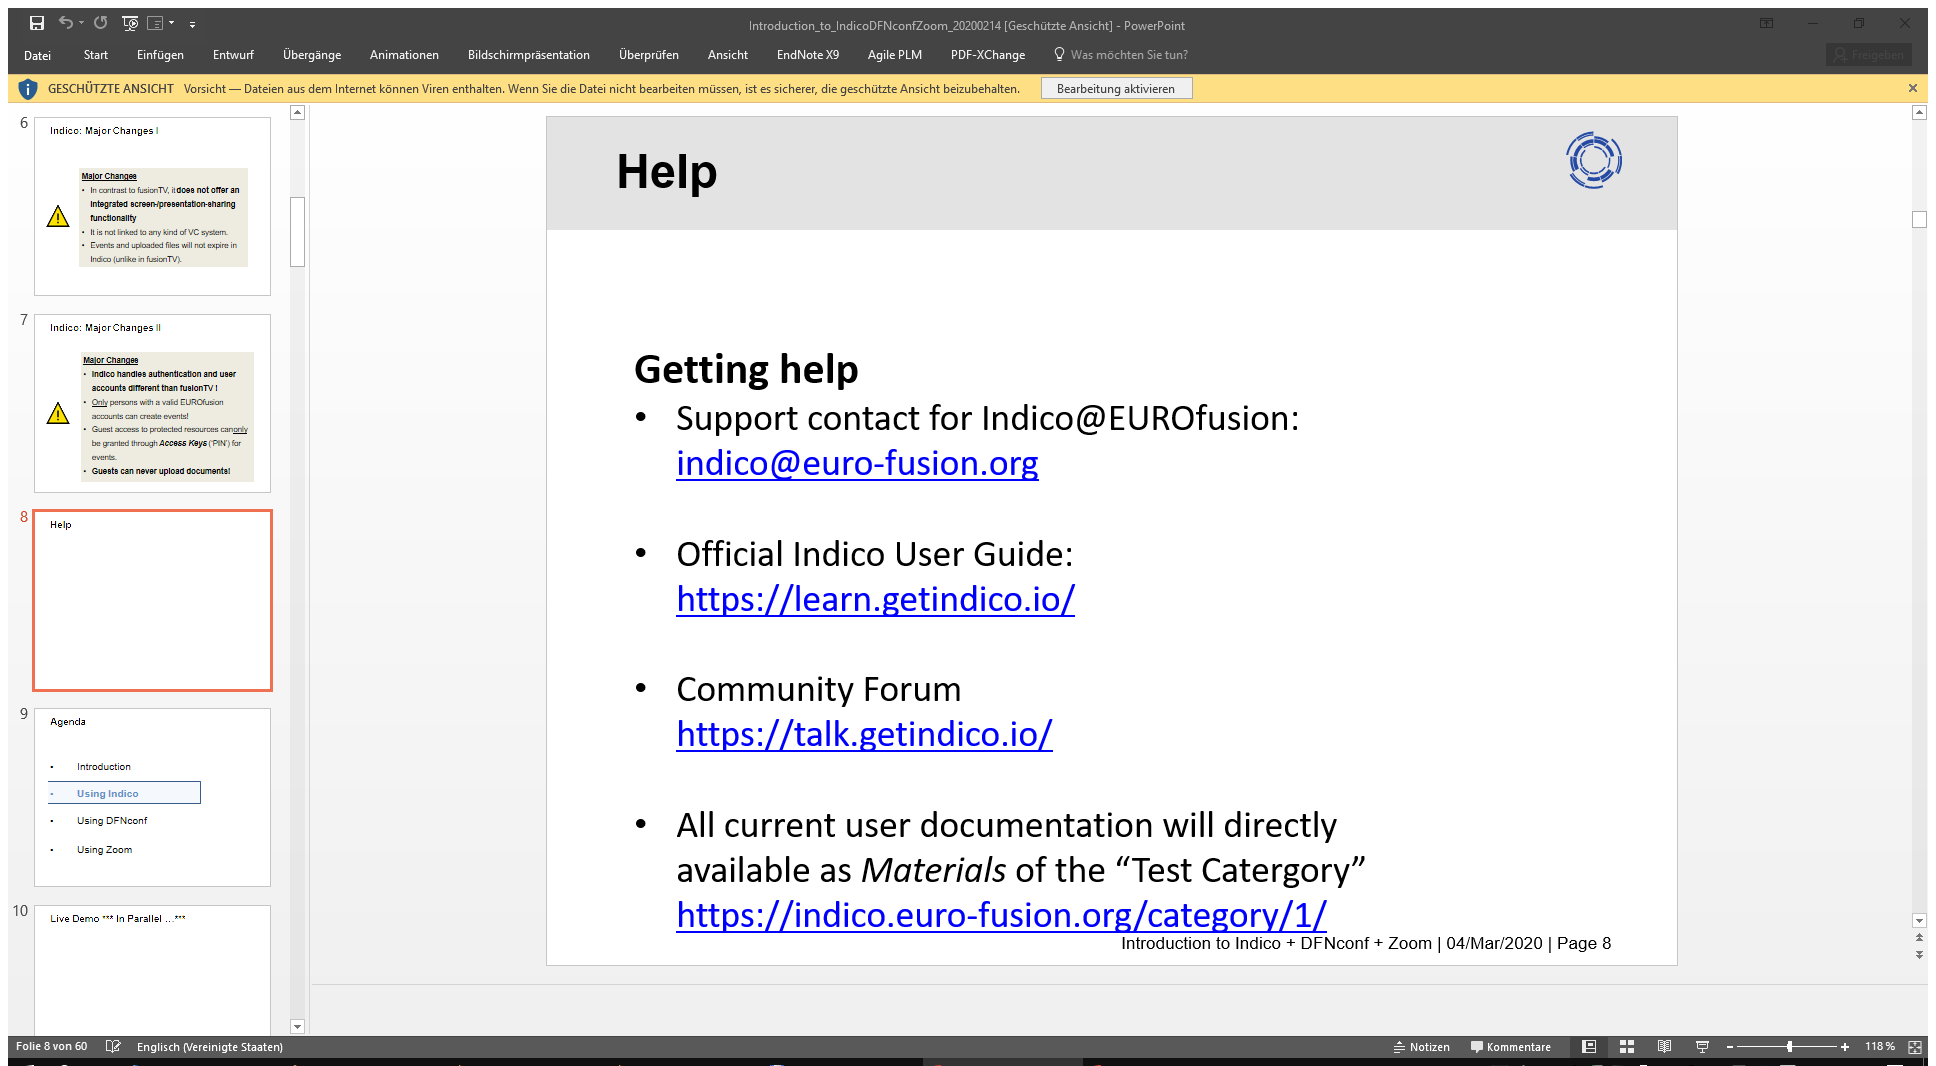 Introduction_to_IndicoDFNconfZoom_20200214 [Geschützte Ansicht] - PowerPoint
Datei Start Einfügen Entwurf Übergänge Animationen Bildschirmpräsentation Überprüfen Ansicht EndNote X9 Agile PLM PDF-XChange Was möchten Sie tun? Freigeben
GESCHÜTZTE ANSICHT Vorsicht — Dateien aus dem Internet können Viren enthalten. Wenn Sie die Datei nicht bearbeiten müssen, ist es sicherer, die geschützte Ansicht beizubehalten. Bearbeitung aktivieren
6
Indico: Major Changes I
Major Changes
• In contrast to fusionTV, it does not offer an
integrated screen-/presentation-sharing
functionality
• It is not linked to any kind of VC system.
• Events and uploaded files will not expire in
Indico (unlike in fusionTV).
7
Indico: Major Changes II
Major Changes
• Indico handles authentication and user
accounts different than fusionTV !
• Only persons with a valid EUROfusion
accounts can create events!
• Guest access to protected resources canonly
be granted through Access Keys ('PIN') for
events.
• Guests can never upload documents!
8
Help
9
Agenda
• Introduction
• Using Indico
• Using DFNconf
• Using Zoom
10
Live Demo *** In Parallel ...***
Help
Getting help
• Support contact for Indico@EUROfusion:
indico@euro-fusion.org
• Official Indico User Guide:
https://learn.getindico.io/
• Community Forum
https://talk.getindico.io/
• All current user documentation will directly
available as Materials of the “Test Catergory”
https://indico.euro-fusion.org/category/1/
Introduction to Indico + DFNconf + Zoom | 04/Mar/2020 | Page 8
Folie 8 von 60 Englisch (Vereinigte Staaten) Notizen Kommentare 118 %